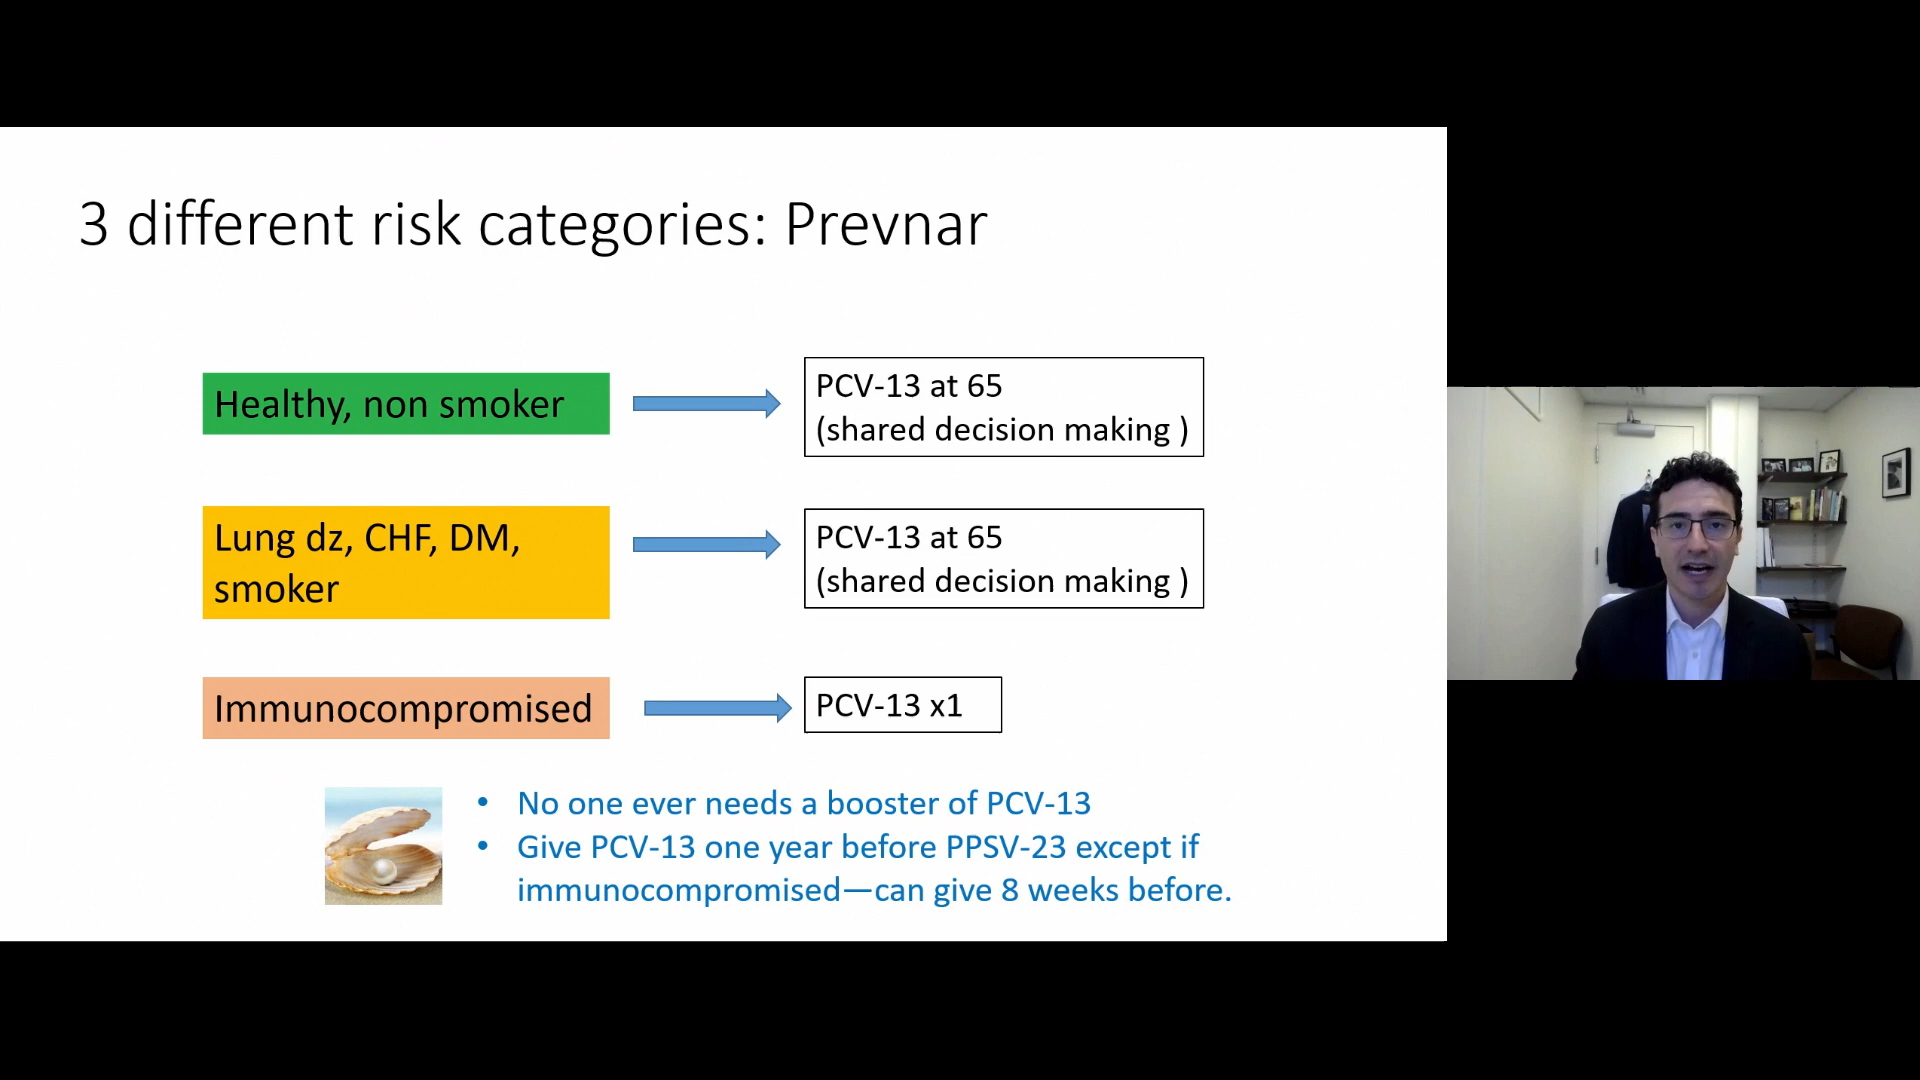 3 different risk categories: Prevnar
Healthy, non smoker
PCV-13 at 65
(shared decision making )
Lung dz, CHF, DM,
smoker
PCV-13 at 65
(shared decision making )
Immunocompromised
PCV-13 x1
• No one ever needs a booster of PCV-13
• Give PCV-13 one year before PPSV-23 except if
immunocompromised—can give 8 weeks before.